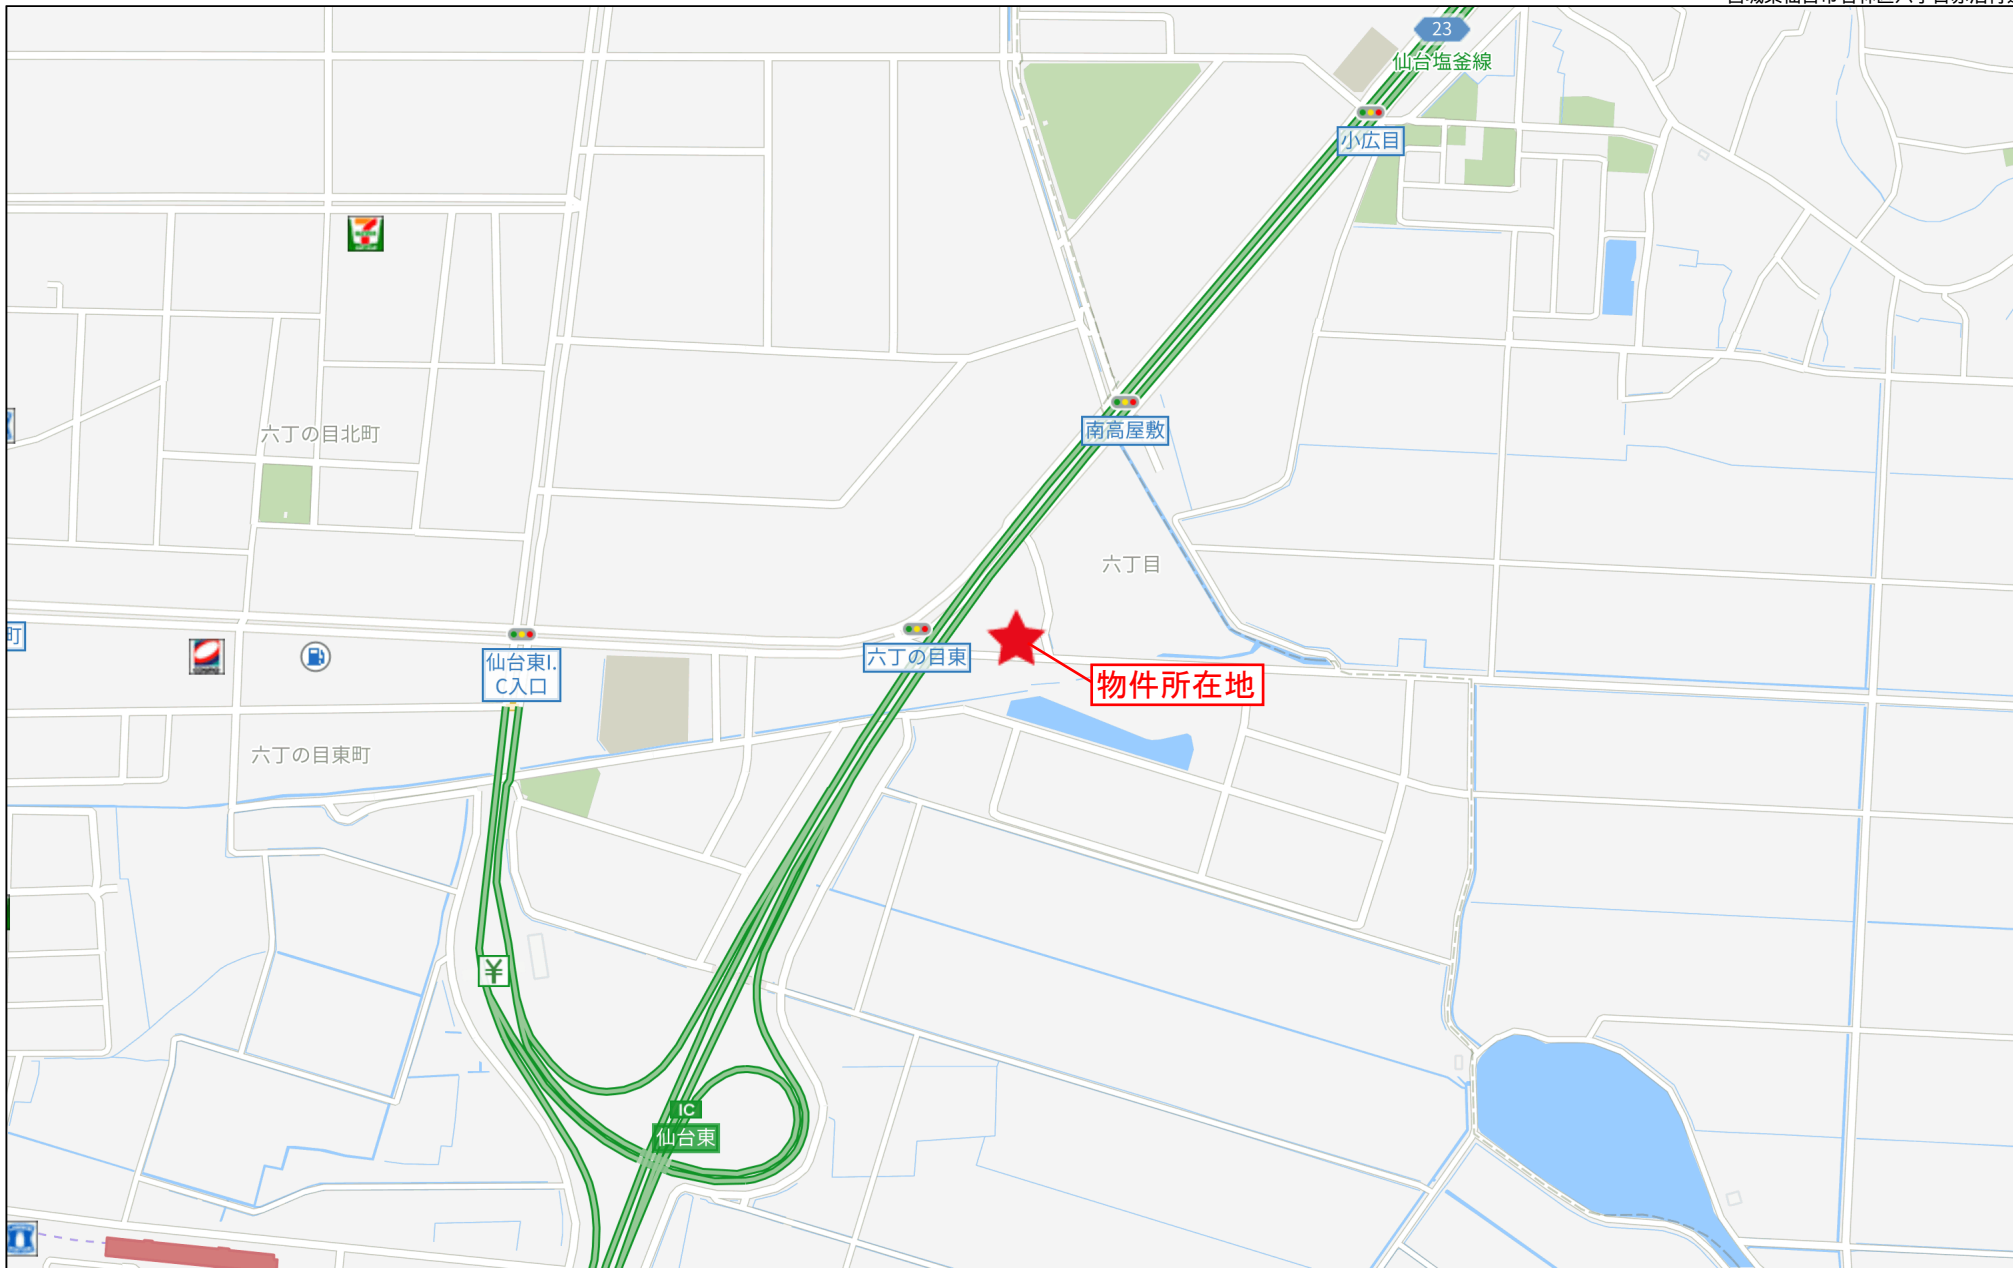 23
仙台塩釜線
小広目
南高屋敷
六丁の目北町
六丁目
町
仙台東I.
C入口
六丁の目東
物件所在地
六丁の目東町
¥
IC
仙台東